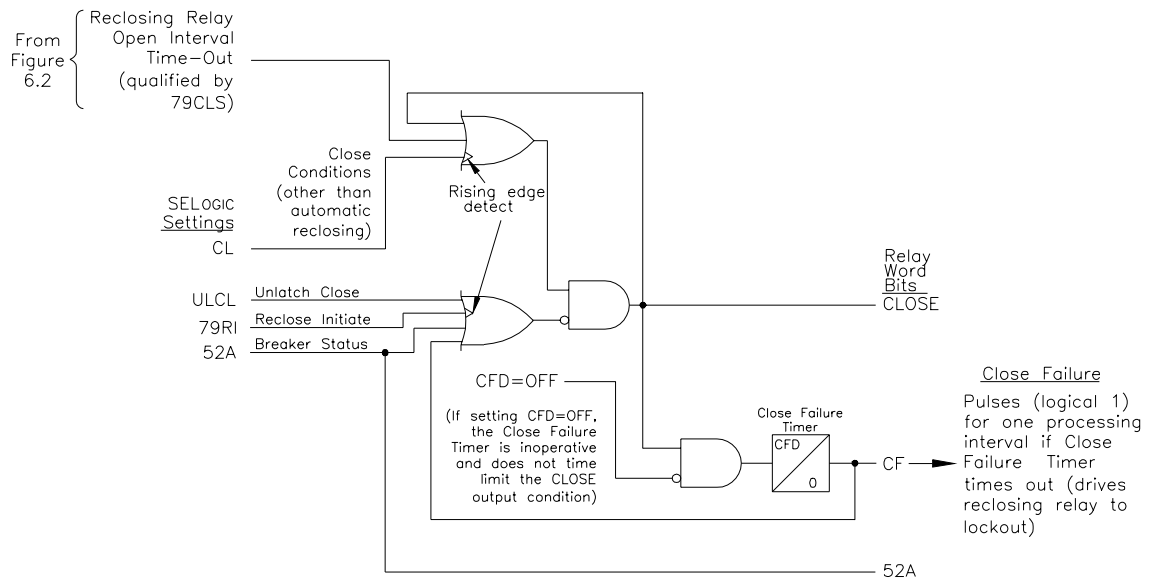 From
Figure
6.2
Reclosing Relay
Open Interval
Time-Out
(qualified by
79CLS)
Close
Conditions
(other than
automatic
reclosing)
Rising edge
detect
SELOGIC
Settings
CL
ULCL
Unlatch Close
79RI
Reclose Initiate
52A
Breaker Status
Relay
Word
Bits
CLOSE
CFD=OFF
(If setting CFD=OFF,
the Close Failure
Timer is inoperative
and does not time
limit the CLOSE
output condition)
Close Failure
Timer
CFD
0
CF
Close Failure
Pulses (logical 1)
for one processing
interval if Close
Failure Timer
times out (drives
reclosing relay to
lockout)
52A